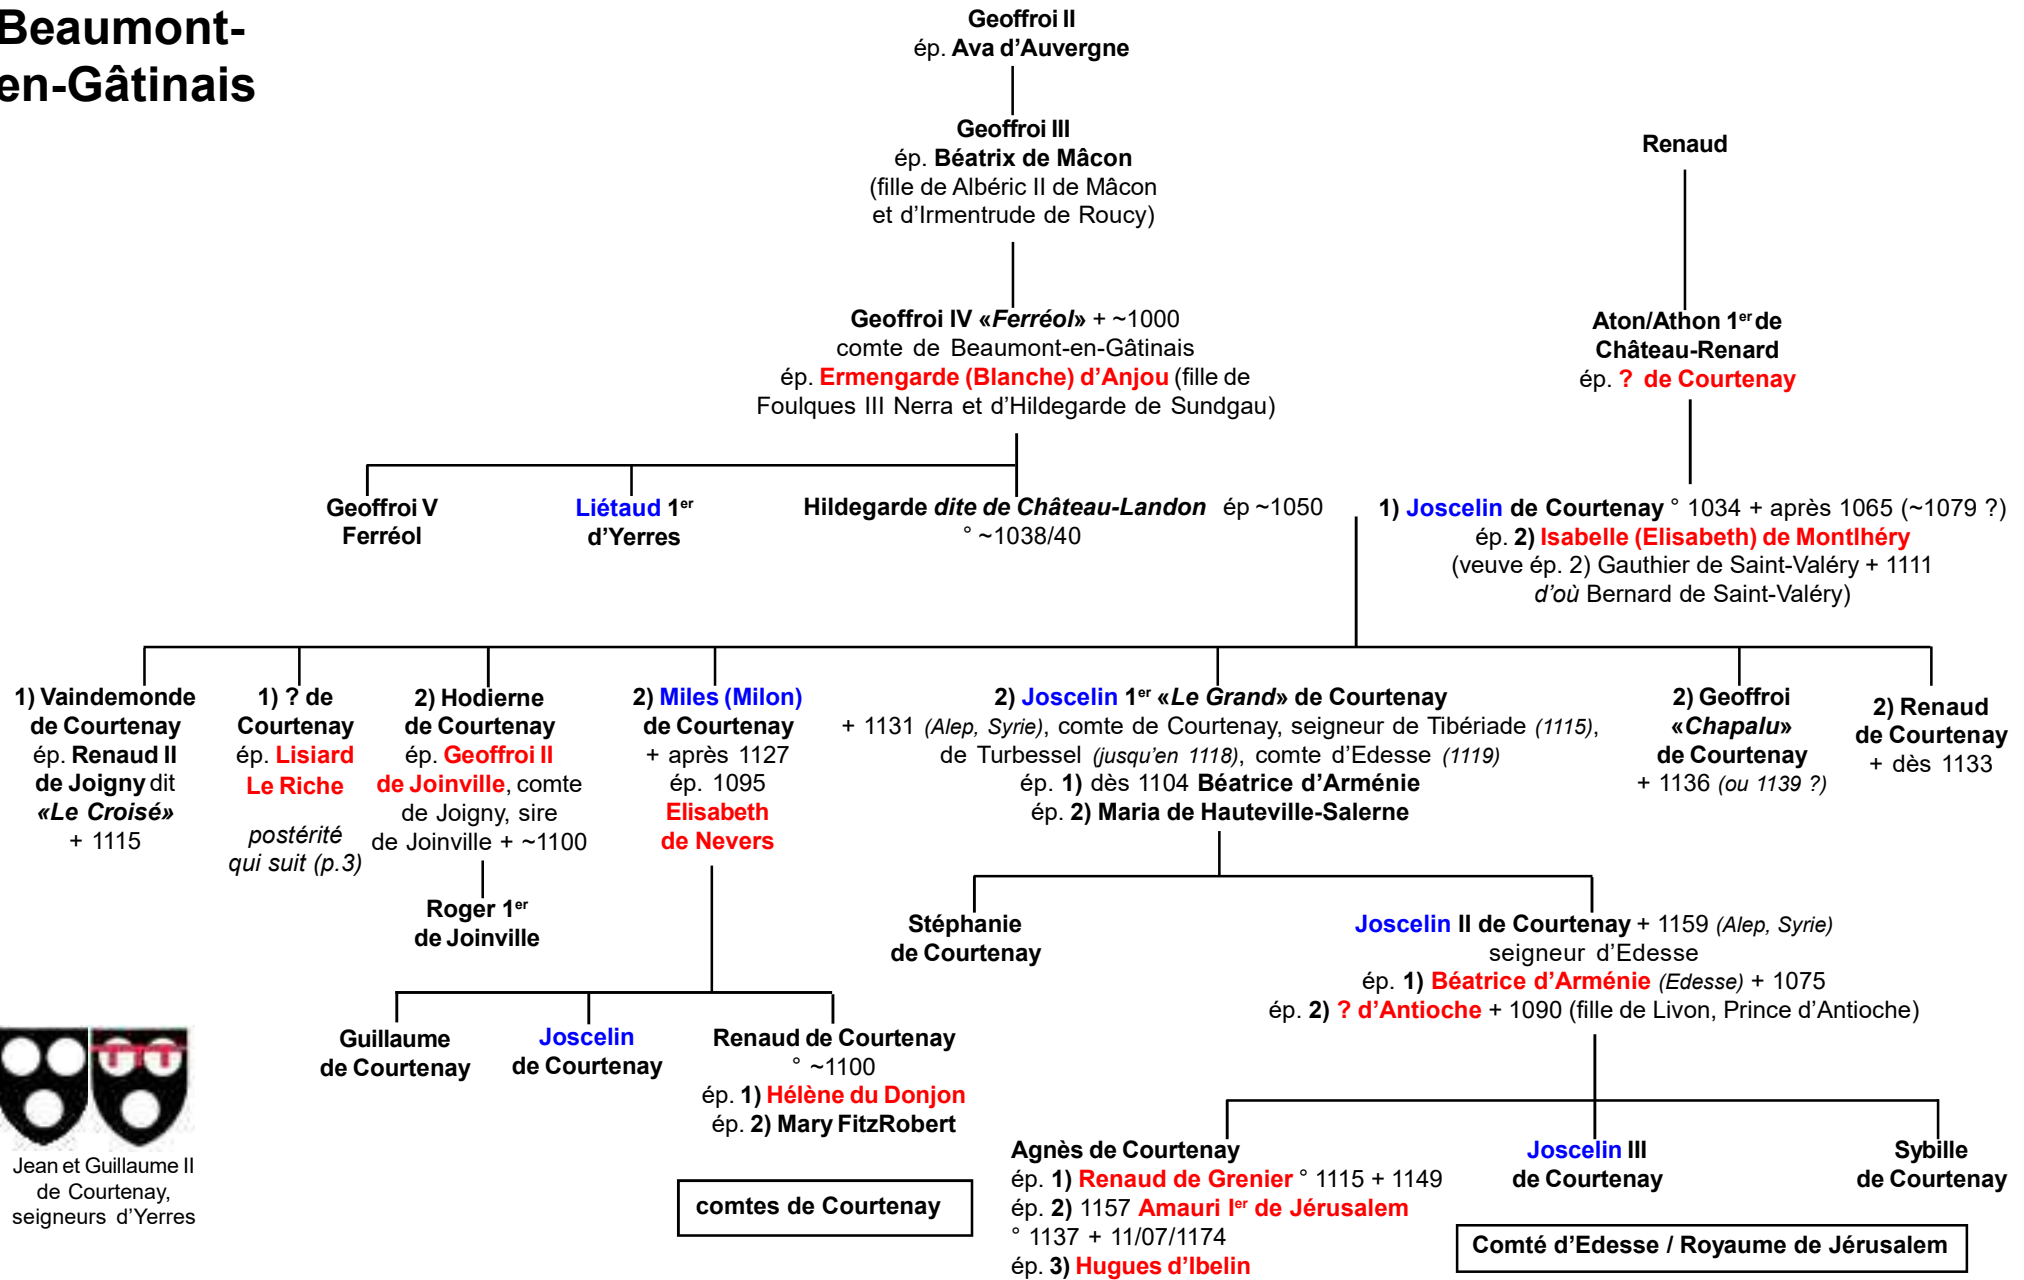 Beaumont-
en-Gâtinais
Geoffroi II
ép. Ava d’Auvergne
Geoffroi III
ép. Béatrix de Mâcon
(fille de Albéric II de Mâcon
et d’Irmentrude de Roucy)
Renaud
Geoffroi IV «Ferréol» + ~1000
comte de Beaumont-en-Gâtinais
ép. Ermengarde (Blanche) d’Anjou (fille de
Foulques III Nerra et d’Hildegarde de Sundgau)
Aton/Athon 1er de
Château-Renard
ép. ? de Courtenay
Geoffroi V
Ferréol
Liétaud 1er
d’Yerres
Hildegarde dite de Château-Landon ép ~1050
° ~1038/40
1) Joscelin de Courtenay ° 1034 + après 1065 (~1079 ?)
ép. 2) Isabelle (Elisabeth) de Montlhéry
(veuve ép. 2) Gauthier de Saint-Valéry + 1111
d’où Bernard de Saint-Valéry)
1) Vaindemonde
de Courtenay
ép. Renaud II
de Joigny dit
«Le Croisé»
+ 1115
1) ? de
Courtenay
ép. Lisiard
Le Riche
postérité
qui suit (p.3)
2) Hodierne
de Courtenay
ép. Geoffroi II
de Joinville, comte
de Joigny, sire
de Joinville + ~1100
Roger 1er
de Joinville
2) Miles (Milon)
de Courtenay
+ après 1127
ép. 1095
Elisabeth
de Nevers
2) Joscelin 1er «Le Grand» de Courtenay
+ 1131 (Alep, Syrie), comte de Courtenay, seigneur de Tibériade (1115),
de Turbessel (jusqu’en 1118), comte d’Edesse (1119)
ép. 1) dès 1104 Béatrice d’Arménie
ép. 2) Maria de Hauteville-Salerne
2) Geoffroi
«Chapalu»
de Courtenay
+ 1136 (ou 1139 ?)
2) Renaud
de Courtenay
+ dès 1133
Stéphanie
de Courtenay
Joscelin II de Courtenay + 1159 (Alep, Syrie)
seigneur d’Edesse
ép. 1) Béatrice d’Arménie (Edesse) + 1075
ép. 2) ? d’Antioche + 1090 (fille de Livon, Prince d’Antioche)
Guillaume
de Courtenay
Joscelin
de Courtenay
Renaud de Courtenay
° ~1100
ép. 1) Hélène du Donjon
ép. 2) Mary FitzRobert
Agnès de Courtenay
ép. 1) Renaud de Grenier ° 1115 + 1149
ép. 2) 1157 Amauri Ier de Jérusalem
° 1137 + 11/07/1174
ép. 3) Hugues d’Ibelin
Joscelin III
de Courtenay
Sybille
de Courtenay
Jean et Guillaume II
de Courtenay,
seigneurs d’Yerres
comtes de Courtenay
Comté d’Edesse / Royaume de Jérusalem